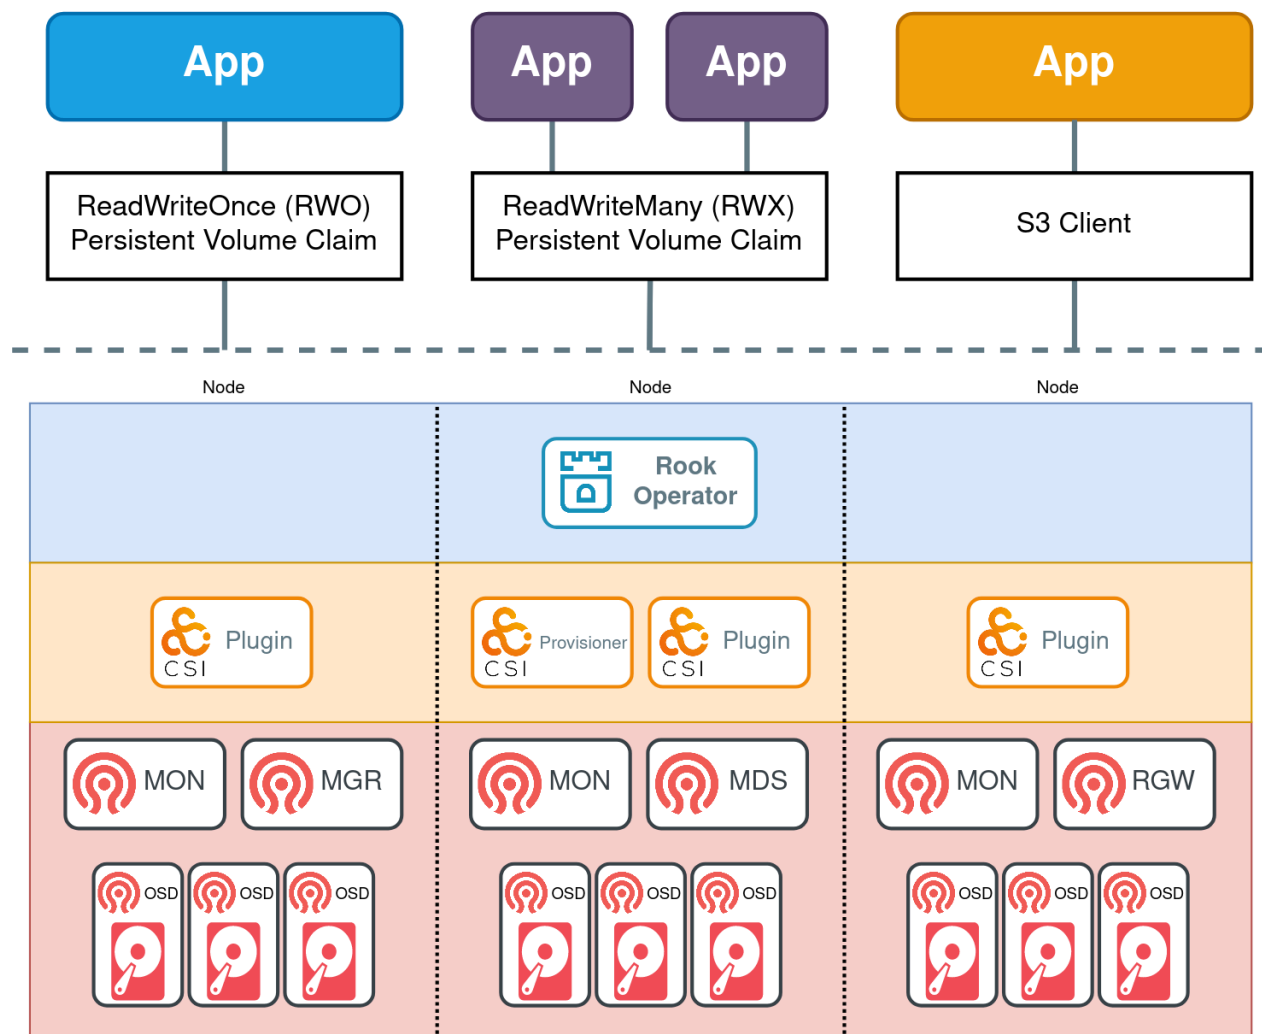 App
App
App
App
ReadWriteOnce (RWO)
Persistent Volume Claim
ReadWriteMany (RWX)
Persistent Volume Claim
S3 Client
Node
Node
Node
Rook
Operator
CSI
Plugin
CSI
Provisioner
CSI
Plugin
CSI
Plugin
MON
MGR
MON
MDS
MON
RGW
OSD
OSD
OSD
OSD
OSD
OSD
OSD
OSD
OSD